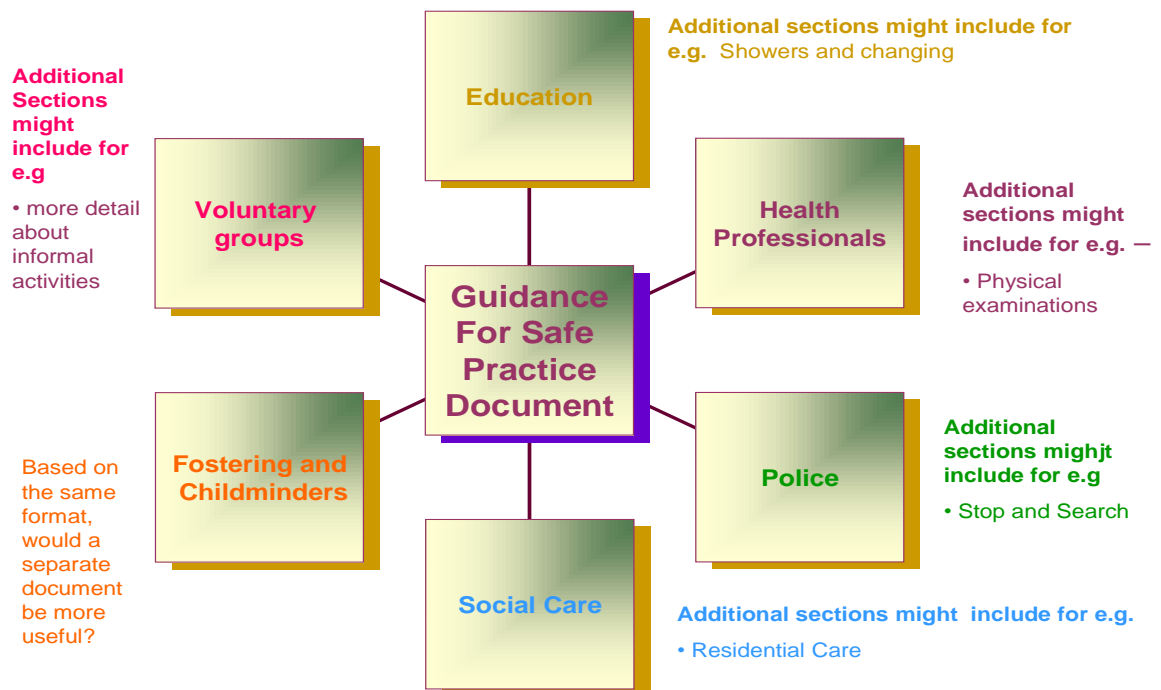 Education
Additional sections might include for
e.g.  Showers and changing
Additional
Sections
might
include for
e.g
• more detail
about
informal
activities
Voluntary
groups
Health
Professionals
Additional
sections might
include for e.g. –
• Physical
examinations
Guidance
For Safe
Practice
Document
Fostering and
Childminders
Based on
the same
format,
would a
separate
document
be more
useful?
Police
Additional
sections mighjt
include for e.g
• Stop and Search
Social Care
Additional sections might  include for e.g.
• Residential Care